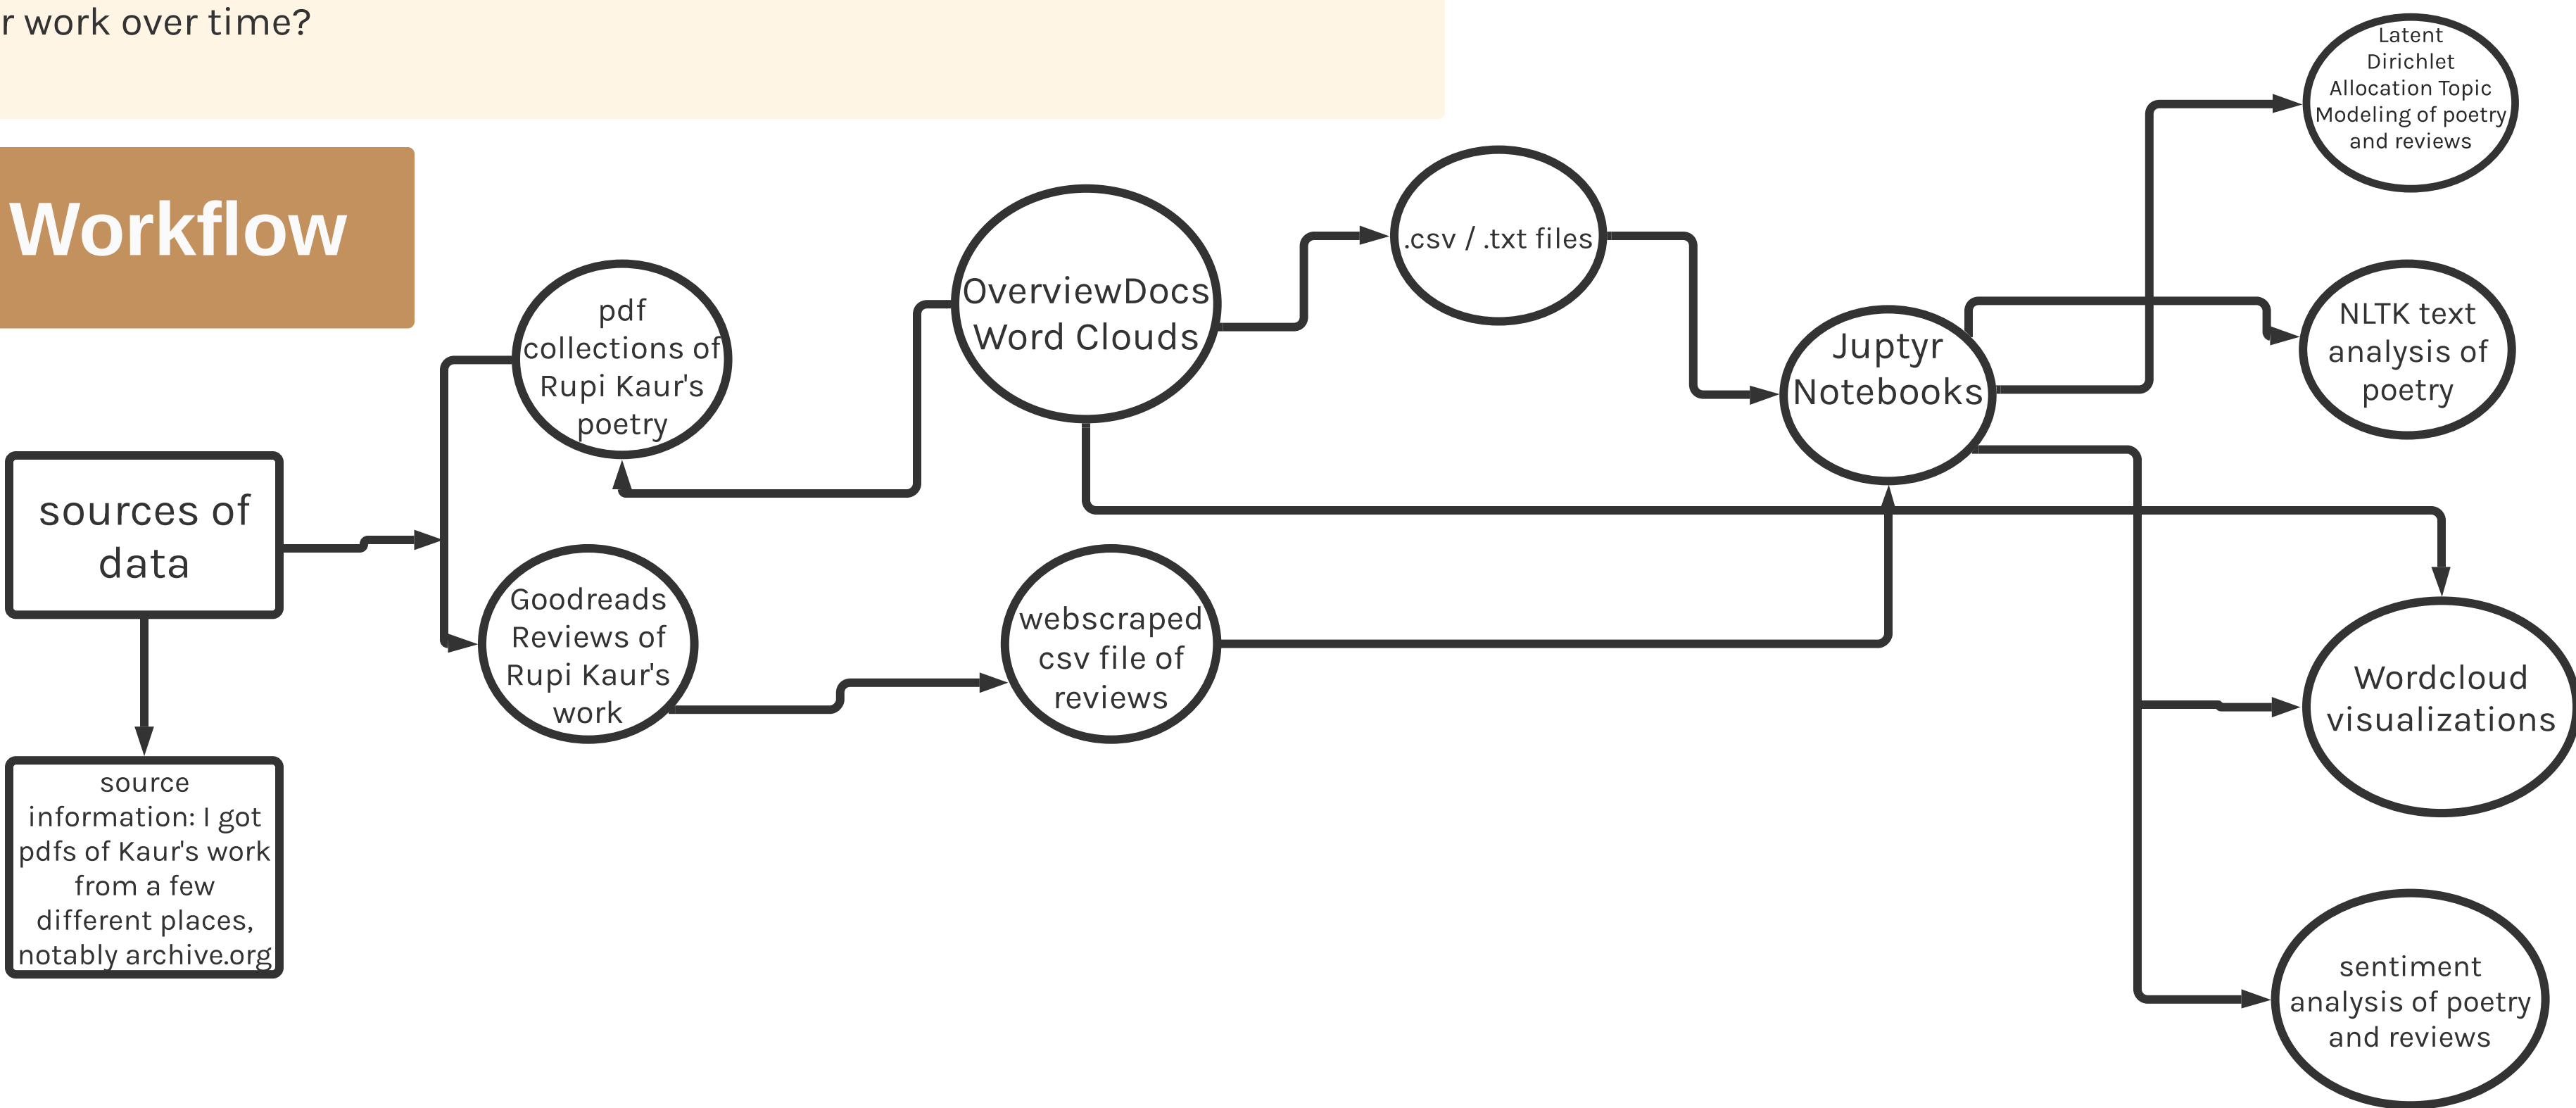 r work over time?
Workflow
sources of
data
source
information: I got
pdfs of Kaur's work
from a few
different places,
notably archive.org
pdf
collections of
Rupi Kaur's
poetry
Goodreads
Reviews of
Rupi Kaur's
work
OverviewDocs
Word Clouds
webscraped
csv file of
reviews
.csv / .txt files
Juptyr
Notebooks
Latent
Dirichlet
Allocation Topic
Modeling of poetry
and reviews
NLTK text
analysis of
poetry
Wordcloud
visualizations
sentiment
analysis of poetry
and reviews